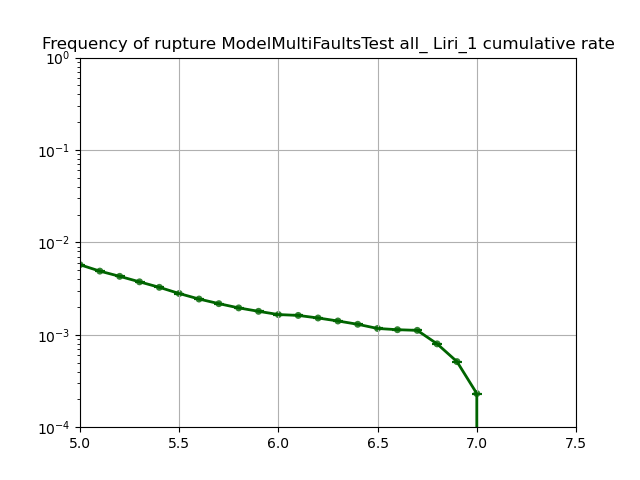 Frequency of rupture ModelMultiFaultsTest all_ Liri_1 cumulative rate
10⁰
10⁻¹
10⁻²
10⁻³
10⁻⁴
5.0 5.5 6.0 6.5 7.0 7.5